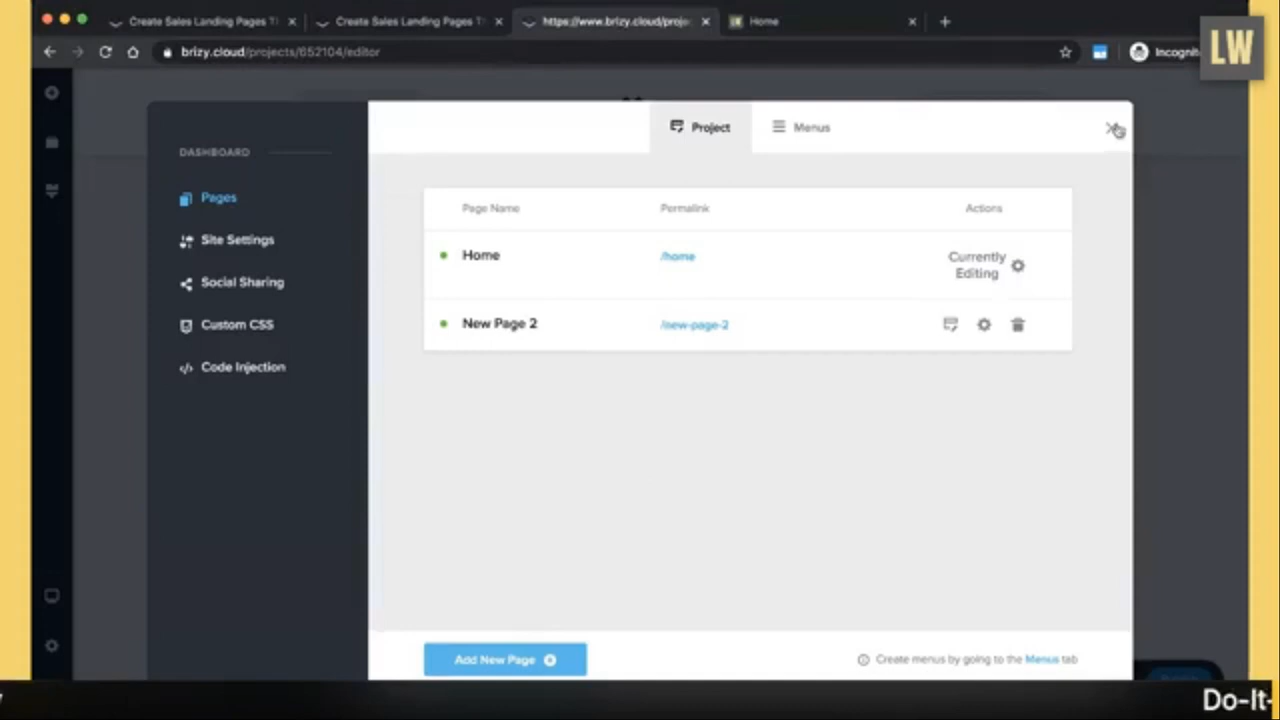 Create Sales Landing Pages T
Create Sales Landing Pages T
https://www.brizy.cloud/proje
Home
brizy.cloud/projects/652104/editor
Incognit
LW
Project
Menus
DASHBOARD
Pages
Site Settings
Social Sharing
Custom CSS
Code Injection
Page Name
Permalink
Actions
Home
/home
Currently
Editing
New Page 2
/new-page-2
Add New Page
Create menus by going to the Menus tab
Do-It-